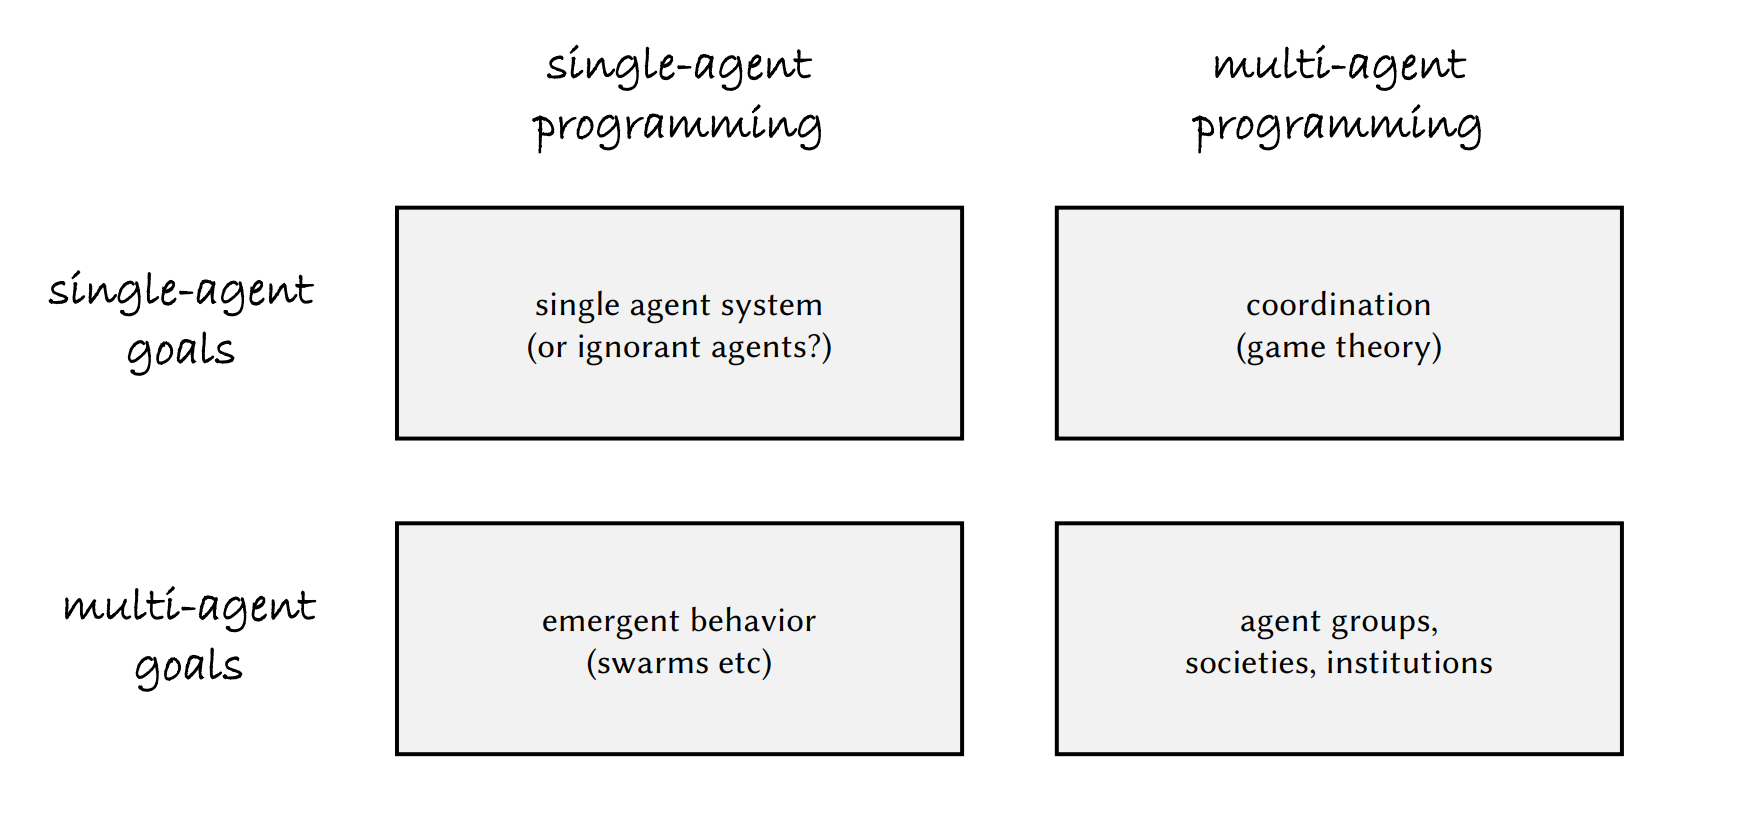 single-agent
programming
multi-agent
programming
single-agent
goals
single agent system
(or ignorant agents?)
coordination
(game theory)
multi-agent
goals
emergent behavior
(swarms etc)
agent groups,
societies, institutions